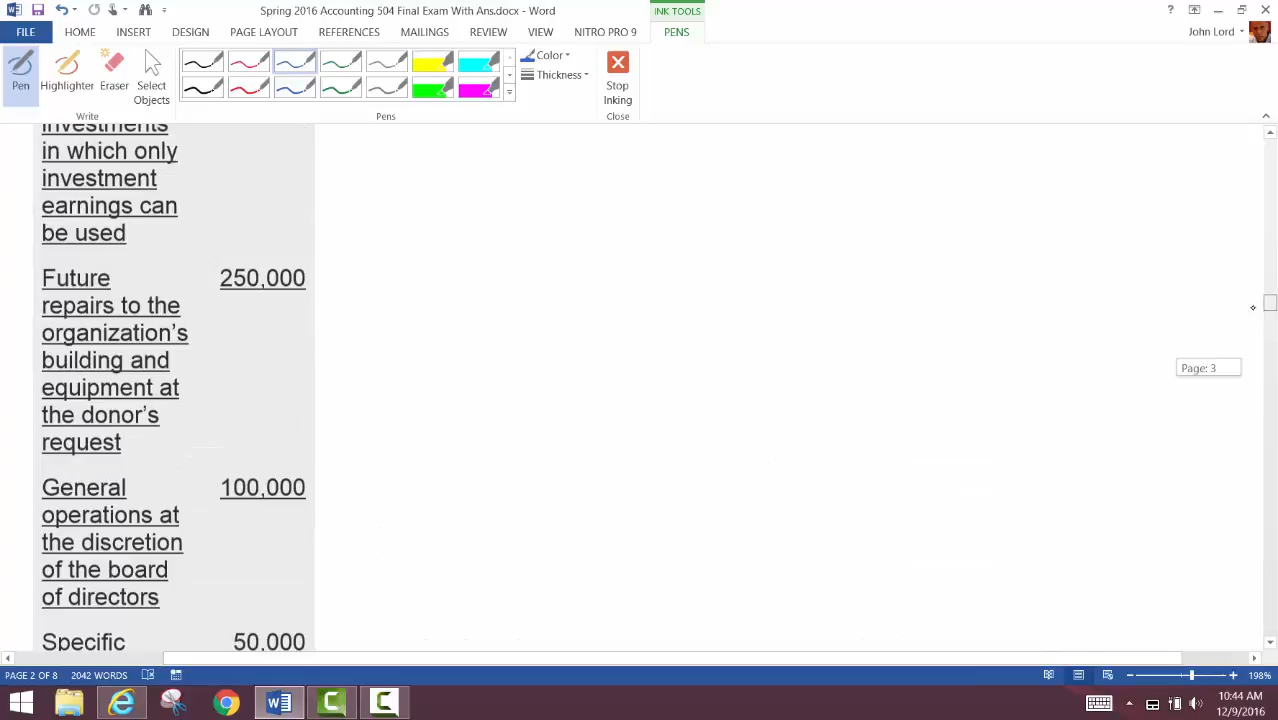 Spring 2016 Accounting 504 Final Exam With Ans.docx - Word
INK TOOLS
FILE
HOME
INSERT
DESIGN
PAGE LAYOUT
REFERENCES
MAILINGS
REVIEW
VIEW
NITRO PRO 9
PENS
John Lord
Pen
Highlighter
Eraser
Select
Objects
Color
Thickness
Stop
Inking
Write
Pens
Close
investments
in which only
investment
earnings can
be used
Future 250,000
repairs to the
organization’s
building and
equipment at
the donor’s
request
General 100,000
operations at
the discretion
of the board
of directors
Specific 50,000
Page: 3
PAGE 2 OF 8
2042 WORDS
198%
10:44 AM
12/9/2016